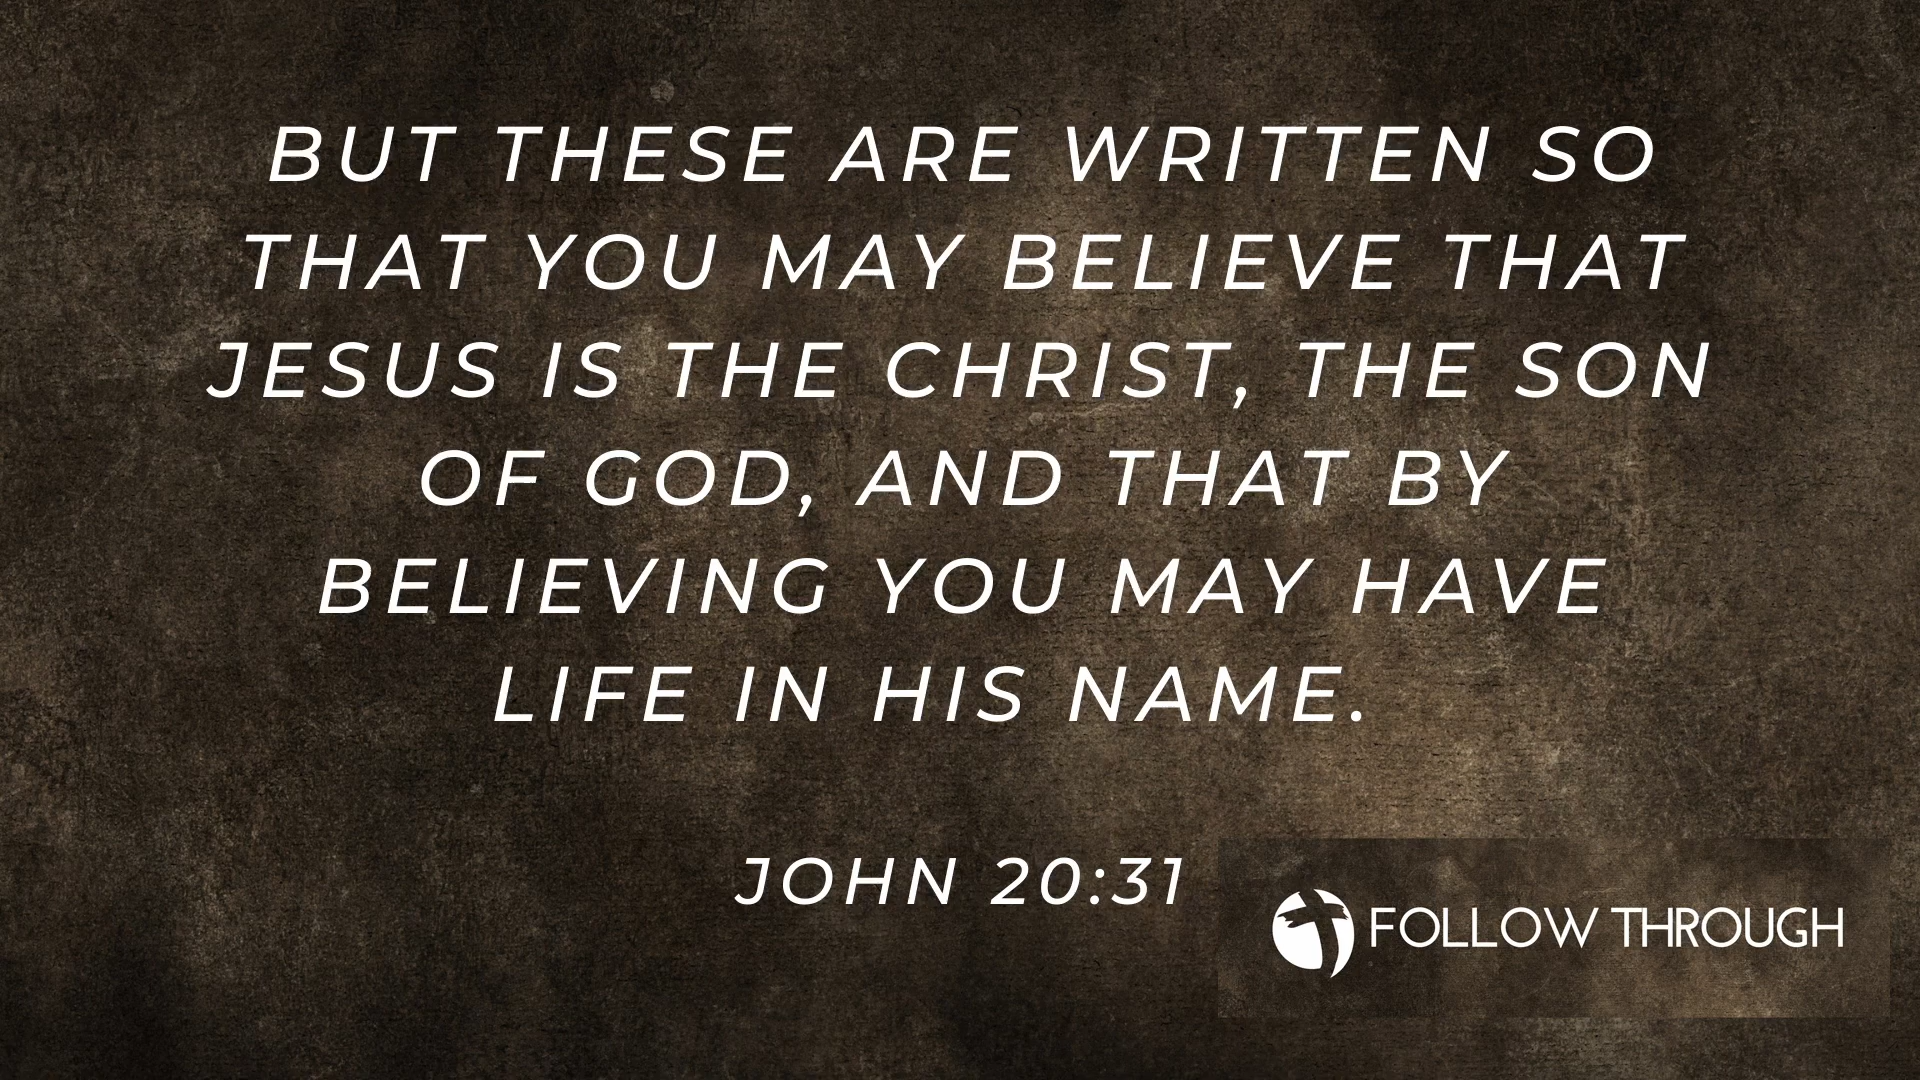 BUT THESE ARE WRITTEN SO
THAT YOU MAY BELIEVE THAT
JESUS IS THE CHRIST, THE SON
OF GOD, AND THAT BY
BELIEVING YOU MAY HAVE
LIFE IN HIS NAME.
JOHN 20:31
FOLLOW THROUGH